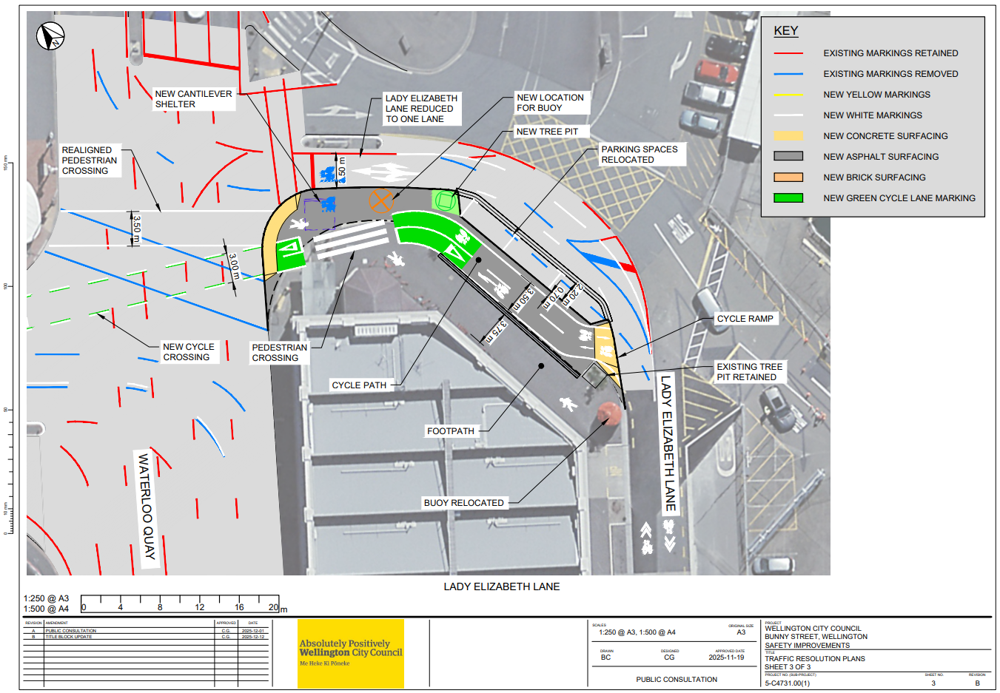 N
KEY
EXISTING MARKINGS RETAINED
EXISTING MARKINGS REMOVED
NEW YELLOW MARKINGS
NEW WHITE MARKINGS
NEW CONCRETE SURFACING
NEW ASPHALT SURFACING
NEW BRICK SURFACING
NEW GREEN CYCLE LANE MARKING
NEW CANTILEVER
SHELTER
LADY ELIZABETH
LANE REDUCED
TO ONE LANE
NEW LOCATION
FOR BUOY
NEW TREE PIT
PARKING SPACES
RELOCATED
REALIGNED
PEDESTRIAN
CROSSING
3.50 m
3.00 m
3.50 m
0.70 m
2.20 m
3.75 m
CYCLE RAMP
NEW CYCLE
CROSSING
PEDESTRIAN
CROSSING
EXISTING TREE
PIT RETAINED
CYCLE PATH
FOOTPATH
BUOY RELOCATED
WATERLOO QUAY
LADY ELIZABETH LANE
LADY ELIZABETH LANE
1:250 @ A3
1:500 @ A4
0 4 8 12 16 20 m
REVISION AMENDMENT APPROVED DATE
A PUBLIC CONSULTATION C.G. 2025-12-01
B TITLE BLOCK UPDATE C.G. 2025-12-12
Absolutely Positively
Wellington City Council
Me Heke Ki Pōneke
SCALES ORIGINAL SIZE
1:250 @ A3, 1:500 @ A4 A3
DRAWN DESIGNED APPROVED DATE
BC CG 2025-11-19
PUBLIC CONSULTATION
PROJECT
WELLINGTON CITY COUNCIL
BUNNY STREET, WELLINGTON
SAFETY IMPROVEMENTS
TITLE
TRAFFIC RESOLUTION PLANS
SHEET 3 OF 3
PROJECT NO. (SUB-PROJECT) SHEET NO. REVISION
5-C4731.00(1) 3 B